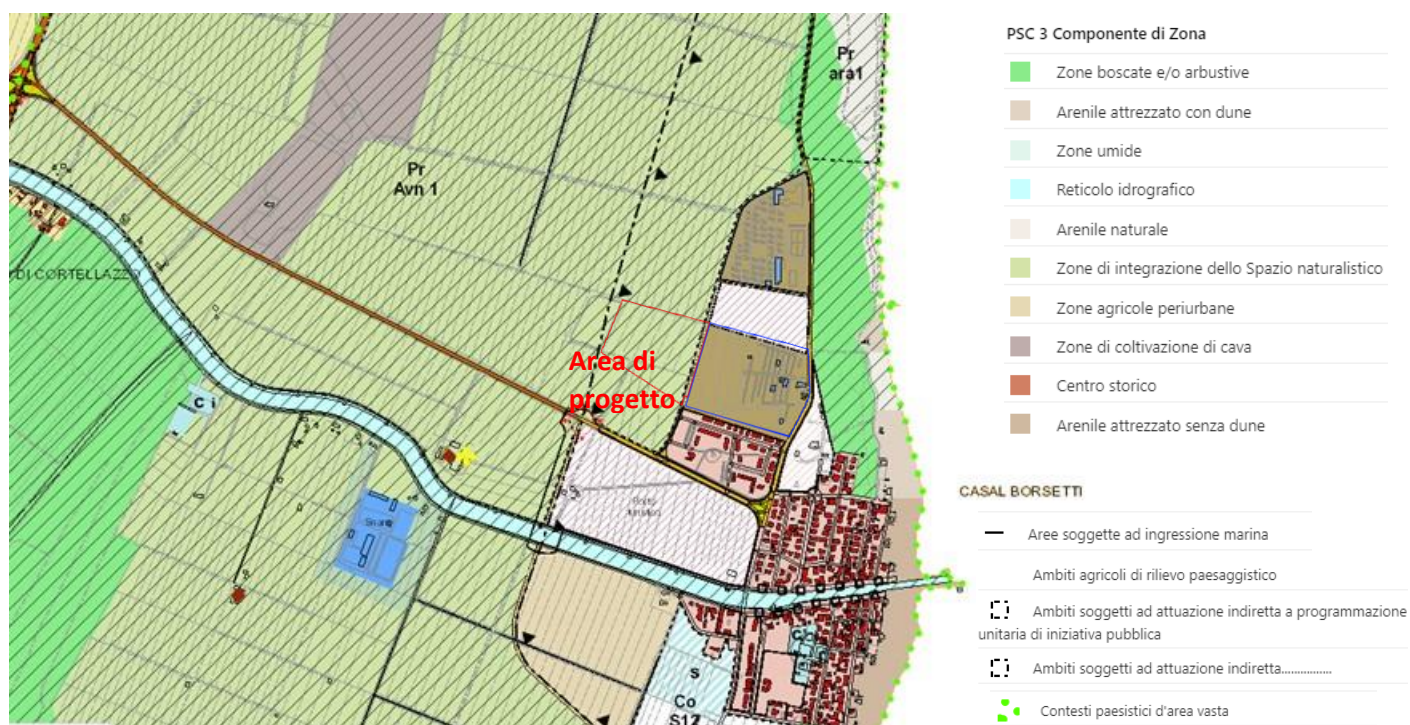 Pr
ara1
Pr
Avn 1
DI CORTELLAZZO
C i
Area di
progetto
S
Co
S17
PSC 3 Componente di Zona
Zone boscate e/o arbustive
Arenile attrezzato con dune
Zone umide
Reticolo idrografico
Arenile naturale
Zone di integrazione dello Spazio naturalistico
Zone agricole periurbane
Zone di coltivazione di cava
Centro storico
Arenile attrezzato senza dune
CASAL BORSETTI
Aree soggette ad ingressione marina
Ambiti agricoli di rilievo paesaggistico
Ambiti soggetti ad attuazione indiretta a programmazione
unitaria di iniziativa pubblica
Ambiti soggetti ad attuazione indiretta...............
Contesti paesistici d'area vasta